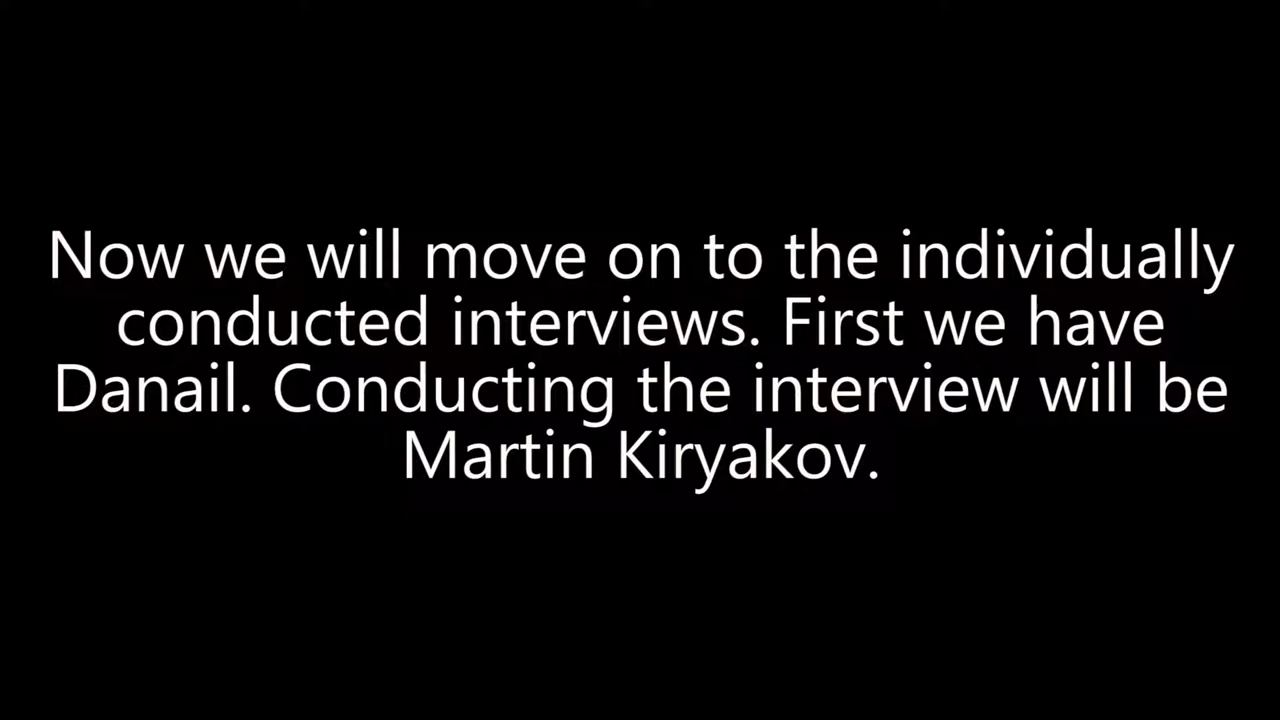 Now we will move on to the individually
conducted interviews. First we have
Danail. Conducting the interview will be
Martin Kiryakov.